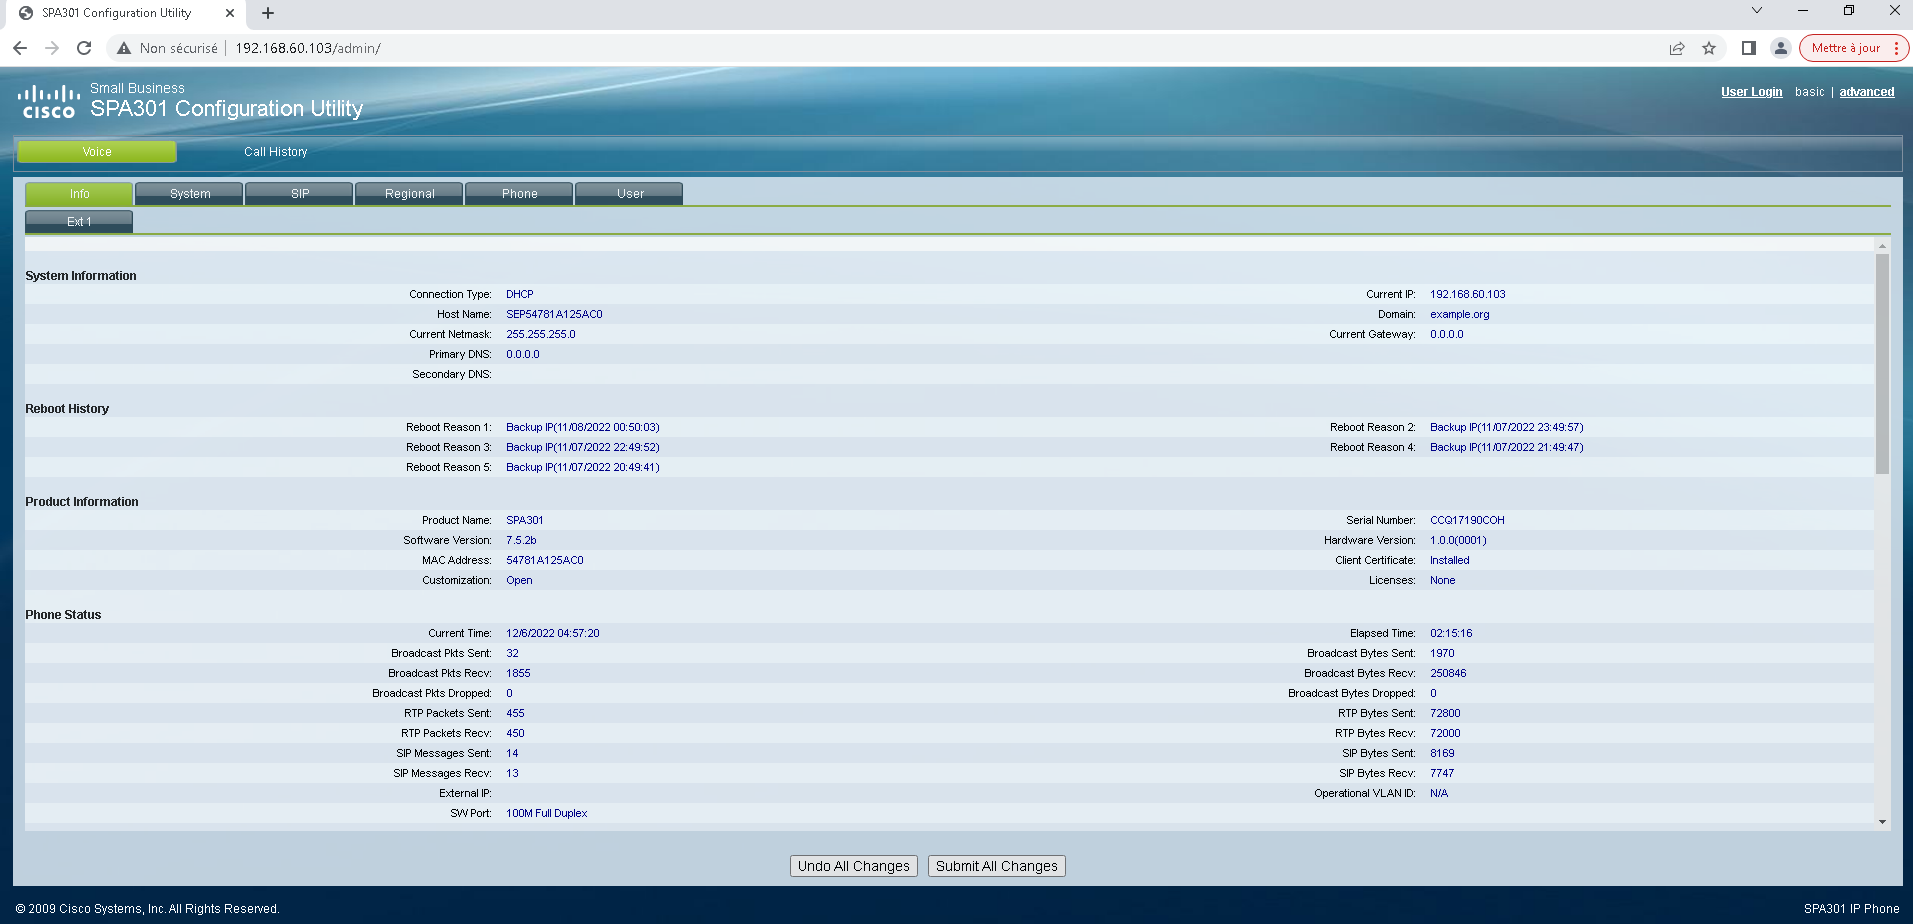 SPA301 Configuration Utility
Non sécurisé 192.168.60.103/admin/ Mettre à jour
Small Business
CISCO SPA301 Configuration Utility
User Login basic | advanced
Voice Call History
Info System SIP Regional Phone User
Ext 1
System Information
Connection Type: DHCP Current IP: 192.168.60.103
Host Name: SEP54781A125AC0 Domain: example.org
Current Netmask: 255.255.255.0 Current Gateway: 0.0.0.0
Primary DNS: 0.0.0.0
Secondary DNS:
Reboot History
Reboot Reason 1: Backup IP(11/08/2022 00:50:03) Reboot Reason 2: Backup IP(11/07/2022 23:49:57)
Reboot Reason 3: Backup IP(11/07/2022 22:49:52) Reboot Reason 4: Backup IP(11/07/2022 21:49:47)
Reboot Reason 5: Backup IP(11/07/2022 20:49:41)
Product Information
Product Name: SPA301 Serial Number: CCQ17190COH
Software Version: 7.5.2b Hardware Version: 1.0.0(0001)
MAC Address: 54781A125AC0 Client Certificate: Installed
Customization: Open Licenses: None
Phone Status
Current Time: 12/6/2022 04:57:20 Elapsed Time: 02:15:16
Broadcast Pkts Sent: 32 Broadcast Bytes Sent: 1970
Broadcast Pkts Recv: 1855 Broadcast Bytes Recv: 250846
Broadcast Pkts Dropped: 0 Broadcast Bytes Dropped: 0
RTP Packets Sent: 455 RTP Bytes Sent: 72800
RTP Packets Recv: 450 RTP Bytes Recv: 72000
SIP Messages Sent: 14 SIP Bytes Sent: 8169
SIP Messages Recv: 13 SIP Bytes Recv: 7747
External IP: Operational VLAN ID: N/A
SW Port: 100M Full Duplex
Undo All Changes Submit All Changes
© 2009 Cisco Systems, Inc. All Rights Reserved. SPA301 IP Phone